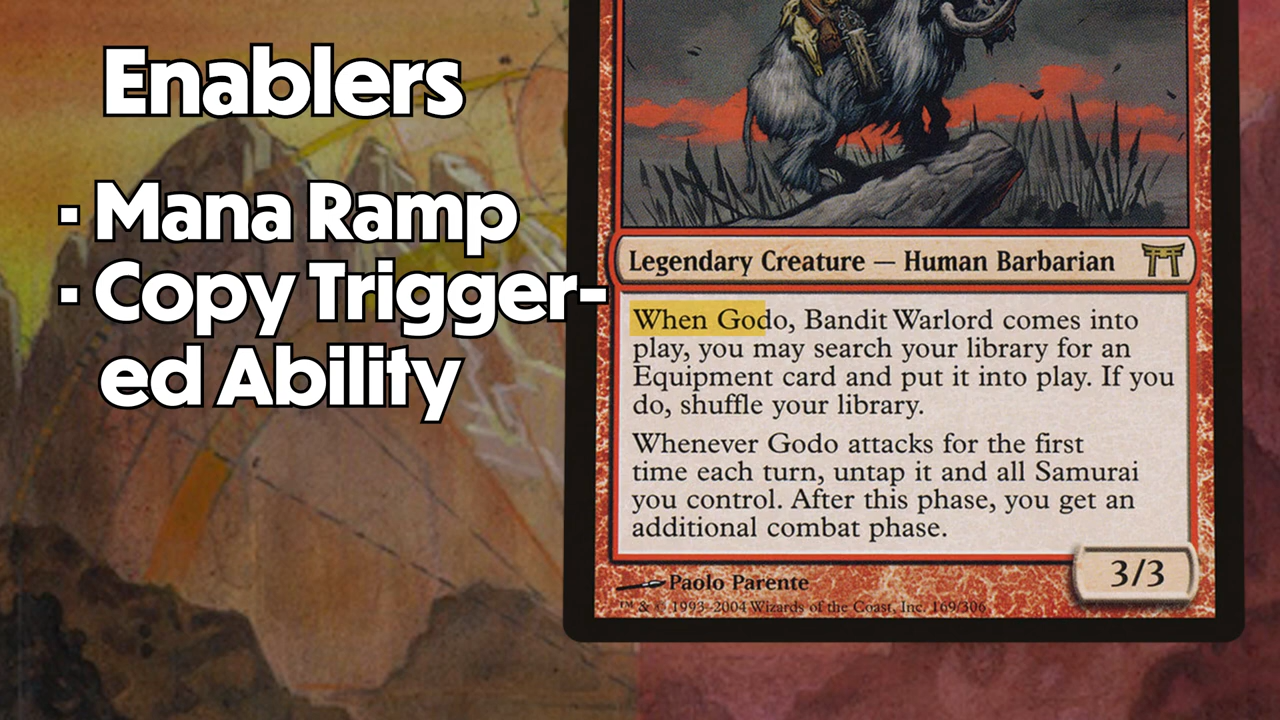 Enablers
▪ Mana Ramp
▪ Copy Trigger-
ed Ability
Legendary Creature — Human Barbarian
When Godo, Bandit Warlord comes into
play, you may search your library for an
Equipment card and put it into play. If you
do, shuffle your library.
Whenever Godo attacks for the first
time each turn, untap it and all Samurai
you control. After this phase, you get an
additional combat phase.
3/3
Paolo Parente
™ & © 1993–2004 Wizards of the Coast, Inc. 169/306